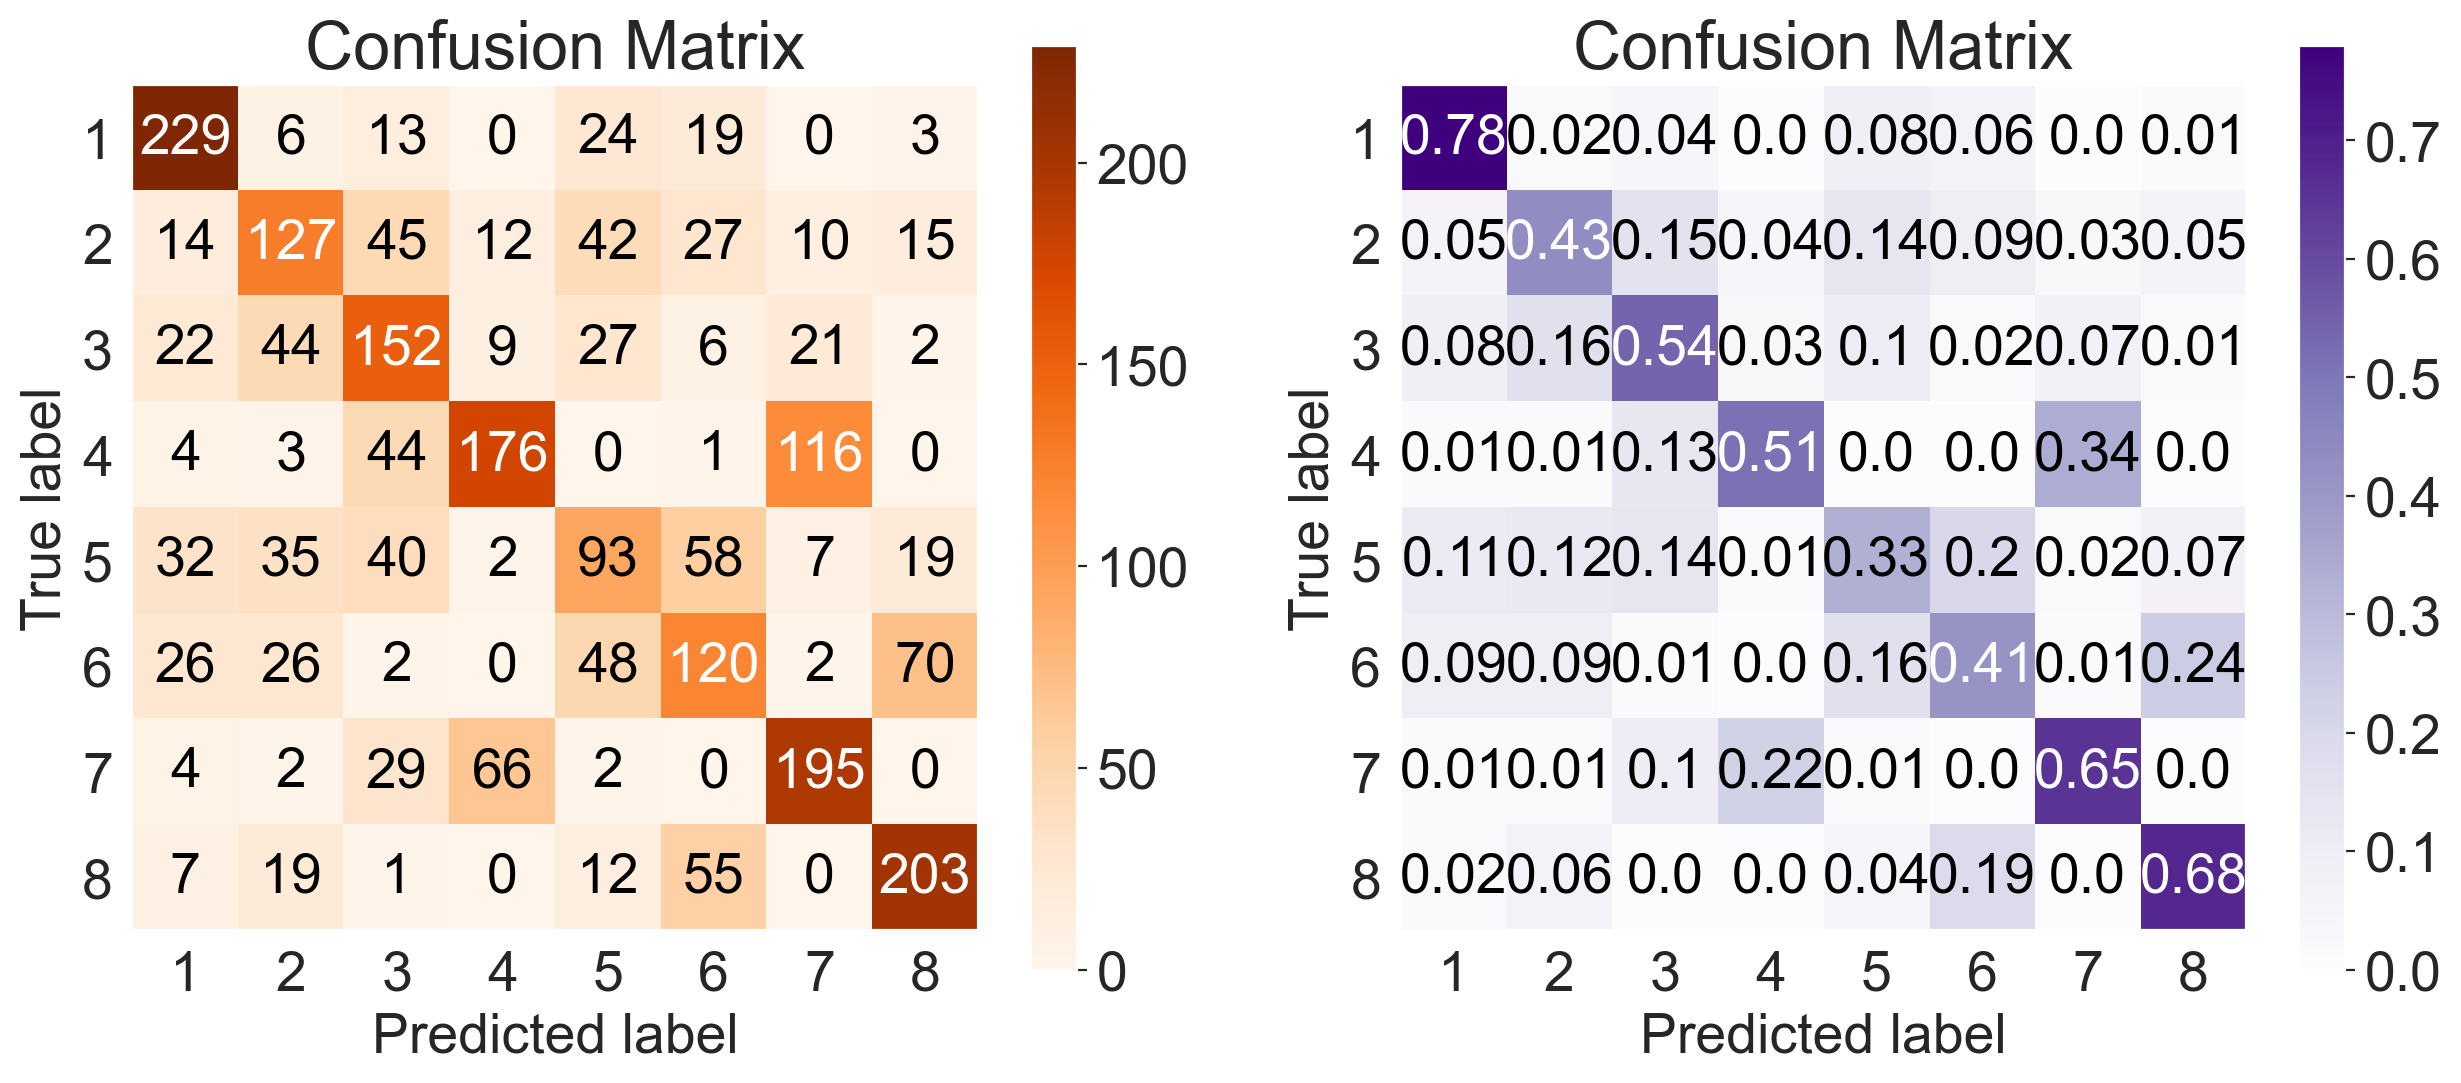 Confusion Matrix
1 229 6 13 0 24 19 0 3
2 14 127 45 12 42 27 10 15
3 22 44 152 9 27 6 21 2
4 4 3 44 176 0 1 116 0
5 32 35 40 2 93 58 7 19
6 26 26 2 0 48 120 2 70
7 4 2 29 66 2 0 195 0
8 7 19 1 0 12 55 0 203
1 2 3 4 5 6 7 8
Predicted label
True label
200
150
100
50
0
Confusion Matrix
1 0.78 0.02 0.04 0.0 0.08 0.06 0.0 0.01
2 0.05 0.43 0.15 0.04 0.14 0.09 0.03 0.05
3 0.08 0.16 0.54 0.03 0.1 0.02 0.07 0.01
4 0.01 0.01 0.13 0.51 0.0 0.0 0.34 0.0
5 0.11 0.12 0.14 0.01 0.33 0.2 0.02 0.07
6 0.09 0.09 0.01 0.0 0.16 0.41 0.01 0.24
7 0.01 0.01 0.1 0.22 0.01 0.0 0.65 0.0
8 0.02 0.06 0.0 0.0 0.04 0.19 0.0 0.68
1 2 3 4 5 6 7 8
Predicted label
True label
0.7
0.6
0.5
0.4
0.3
0.2
0.1
0.0